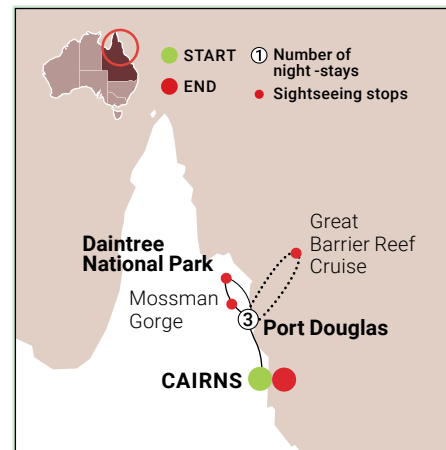 START
END
1 Number of
night -stays
Sightseeing stops
Great
Barrier Reef
Cruise
Daintree
National Park
Mossman
Gorge
3
Port Douglas
CAIRNS